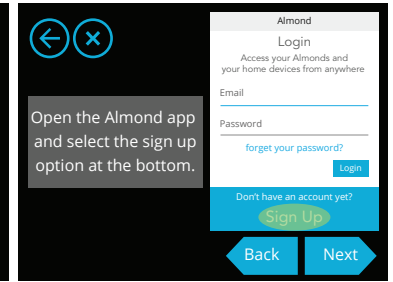 Open the Almond app
and select the sign up
option at the bottom.
Almond
Login
Access your Almonds and
your home devices from anywhere
Email
Password
forget your password?
Login
Don't have an account yet?
Sign Up
Back
Next